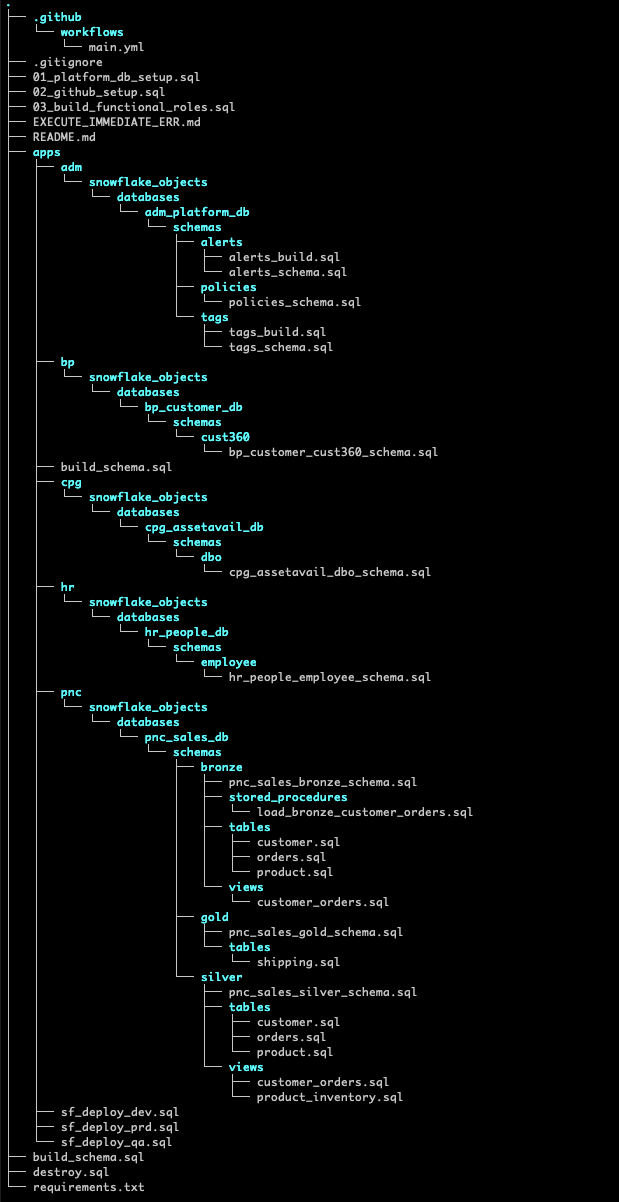 .
├── .github
│   └── workflows
│       └── main.yml
├── .gitignore
├── 01_platform_db_setup.sql
├── 02_github_setup.sql
├── 03_build_functional_roles.sql
├── EXECUTE_IMMEDIATE_ERR.md
├── README.md
├── apps
│   ├── adm
│   │   └── snowflake_objects
│   │       └── databases
│   │           └── adm_platform_db
│   │               └── schemas
│   │                   ├── alerts
│   │                   │   ├── alerts_build.sql
│   │                   │   └── alerts_schema.sql
│   │                   ├── policies
│   │                   │   └── policies_schema.sql
│   │                   └── tags
│   │                       ├── tags_build.sql
│   │                       └── tags_schema.sql
│   ├── bp
│   │   └── snowflake_objects
│   │       └── databases
│   │           └── bp_customer_db
│   │               └── schemas
│   │                   └── cust360
│   │                       └── bp_customer_cust360_schema.sql
│   ├── build_schema.sql
│   ├── cpg
│   │   └── snowflake_objects
│   │       └── databases
│   │           └── cpg_assetavail_db
│   │               └── schemas
│   │                   └── dbo
│   │                       └── cpg_assetavail_dbo_schema.sql
│   ├── hr
│   │   └── snowflake_objects
│   │       └── databases
│   │           └── hr_people_db
│   │               └── schemas
│   │                   └── employee
│   │                       └── hr_people_employee_schema.sql
│   ├── pnc
│   │   └── snowflake_objects
│   │       └── databases
│   │           └── pnc_sales_db
│   │               └── schemas
│   │                   ├── bronze
│   │                   │   ├── pnc_sales_bronze_schema.sql
│   │                   │   ├── stored_procedures
│   │                   │   │   └── load_bronze_customer_orders.sql
│   │                   │   ├── tables
│   │                   │   │   ├── customer.sql
│   │                   │   │   ├── orders.sql
│   │                   │   │   └── product.sql
│   │                   │   └── views
│   │                   │       └── customer_orders.sql
│   │                   ├── gold
│   │                   │   ├── pnc_sales_gold_schema.sql
│   │                   │   └── tables
│   │                   │       └── shipping.sql
│   │                   └── silver
│   │                       ├── pnc_sales_silver_schema.sql
│   │                       ├── tables
│   │                       │   ├── customer.sql
│   │                       │   ├── orders.sql
│   │                       │   └── product.sql
│   │                       └── views
│   │                           ├── customer_orders.sql
│   │                           └── product_inventory.sql
│   ├── sf_deploy_dev.sql
│   ├── sf_deploy_prd.sql
│   └── sf_deploy_qa.sql
├── build_schema.sql
├── destroy.sql
└── requirements.txt